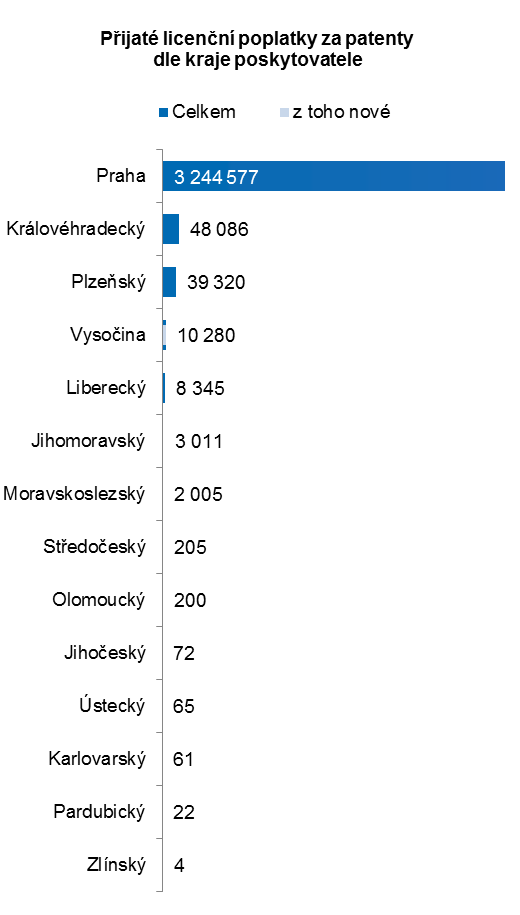 Přijaté licenční poplatky za patenty
dle kraje poskytovatele
Celkem z toho nové
Praha 3 244 577
Královéhradecký 48 086
Plzeňský 39 320
Vysočina 10 280
Liberecký 8 345
Jihomoravský 3 011
Moravskoslezský 2 005
Středočeský 205
Olomoucký 200
Jihočeský 72
Ústecký 65
Karlovarský 61
Pardubický 22
Zlínský 4